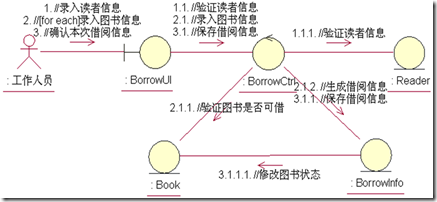 1. //录入读者信息
2. //[for each]录入图书信息
3. //确认本次借阅信息
1.1. //验证读者信息
2.1. //录入图书信息
3.1. //保存借阅信息
1.1.1. //验证读者信息
: 工作人员
: BorrowUI
: BorrowCtrl
: Reader
2.1.2. //生成借阅信息
3.1.1. //保存借阅信息
2.1.1. //验证图书是否可借
: Book
3.1.1.1. //修改图书状态
: BorrowInfo